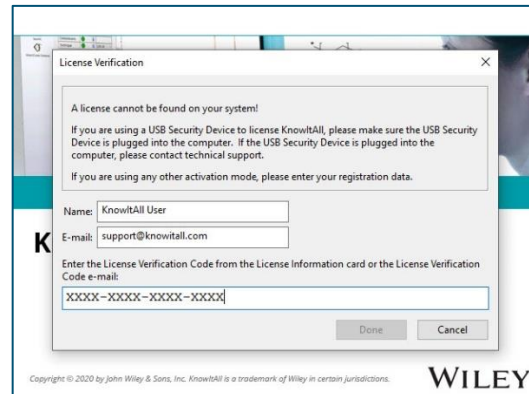 License Verification
A license cannot be found on your system!
If you are using a USB Security Device to license KnowItAll, please make sure the USB Security
Device is plugged into the computer. If the USB Security Device is plugged into the
computer, please contact technical support.
If you are using any other activation mode, please enter your registration data.
Name: KnowItAll User
E-mail: support@knowitall.com
K
Enter the License Verification Code from the License Information card or the License Verification
Code e-mail:
XXXX-XXXX-XXXX-XXXX
Done Cancel
Copyright © 2020 by John Wiley & Sons, Inc. KnowItAll is a trademark of Wiley in certain jurisdictions.
WILEY